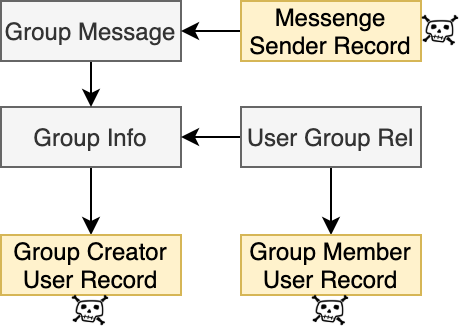 Group Message
Messenge
Sender Record
Group Info
User Group Rel
Group Creator
User Record
Group Member
User Record